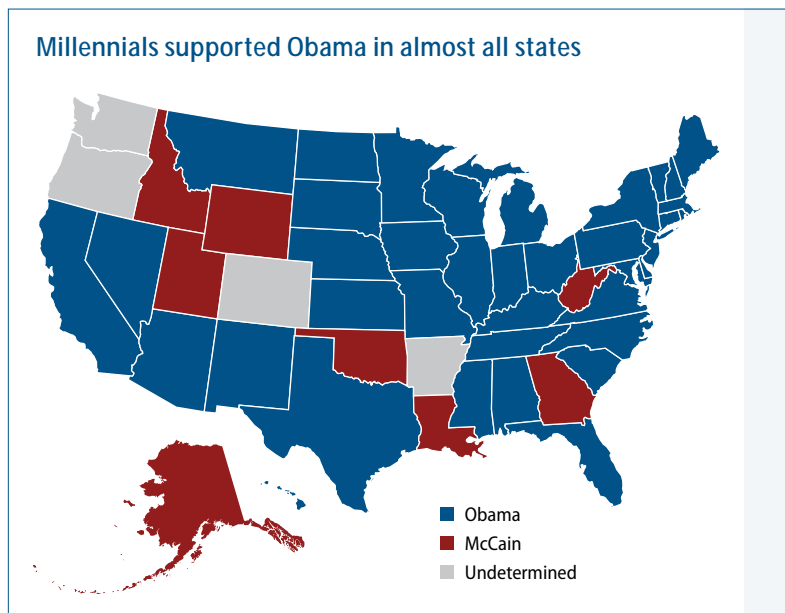 Millennials supported Obama in almost all states
Obama
McCain
Undetermined